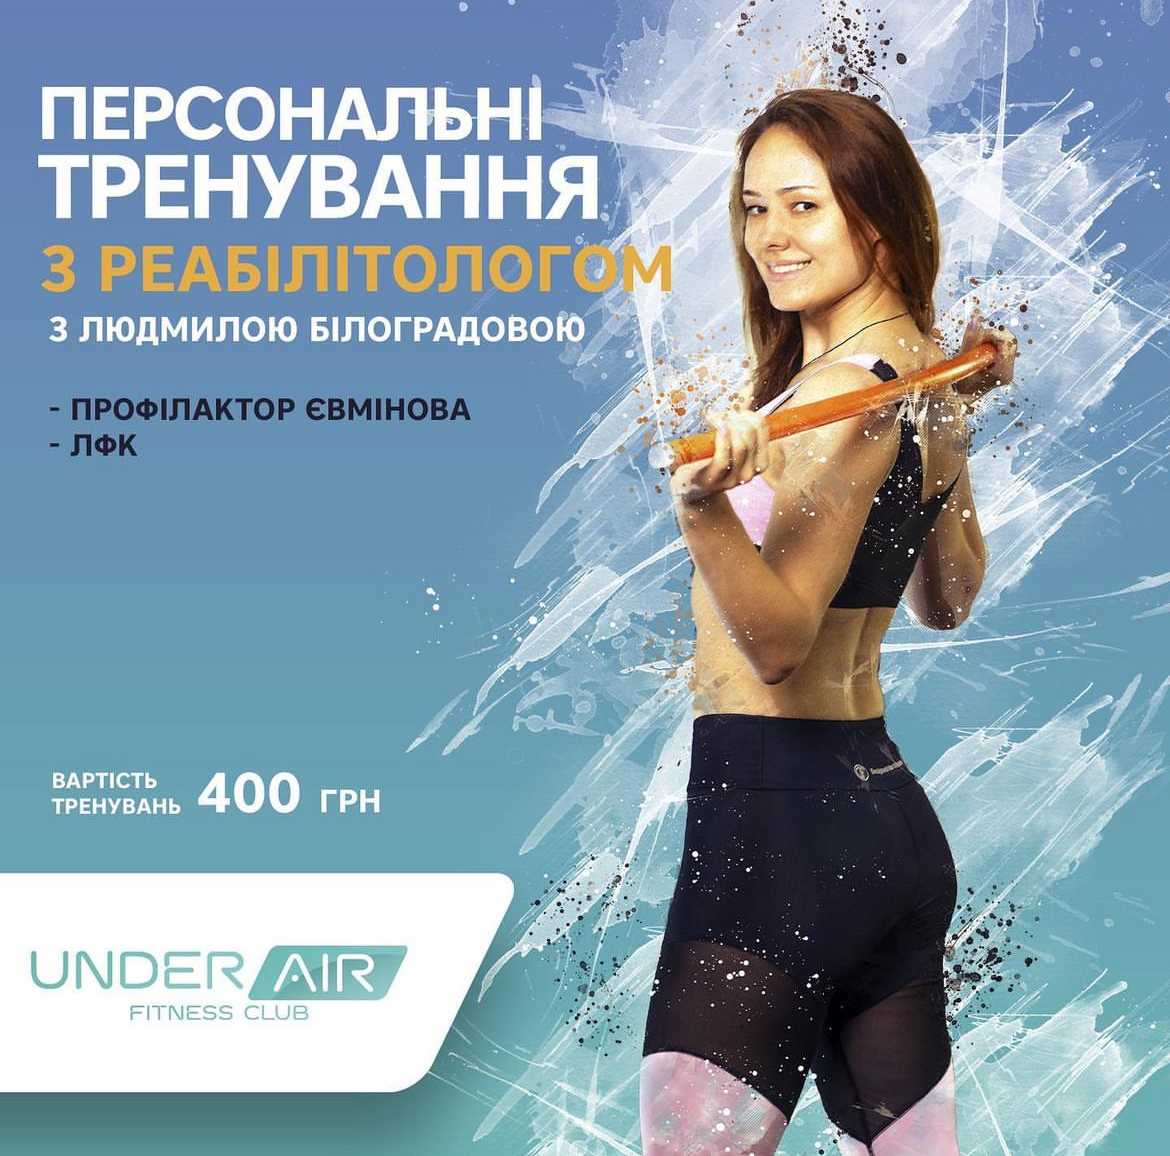 ПЕРСОНАЛЬНІ
ТРЕНУВАННЯ
З РЕАБІЛІТОЛОГОМ
З ЛЮДМИЛОЮ БІЛОГРАДОВОЮ
- ПРОФІЛАКТОР ЄВМІНОВА
- ЛФК
ВАРТІСТЬ
ТРЕНУВАНЬ 400 ГРН
UNDER AIR
FITNESS CLUB